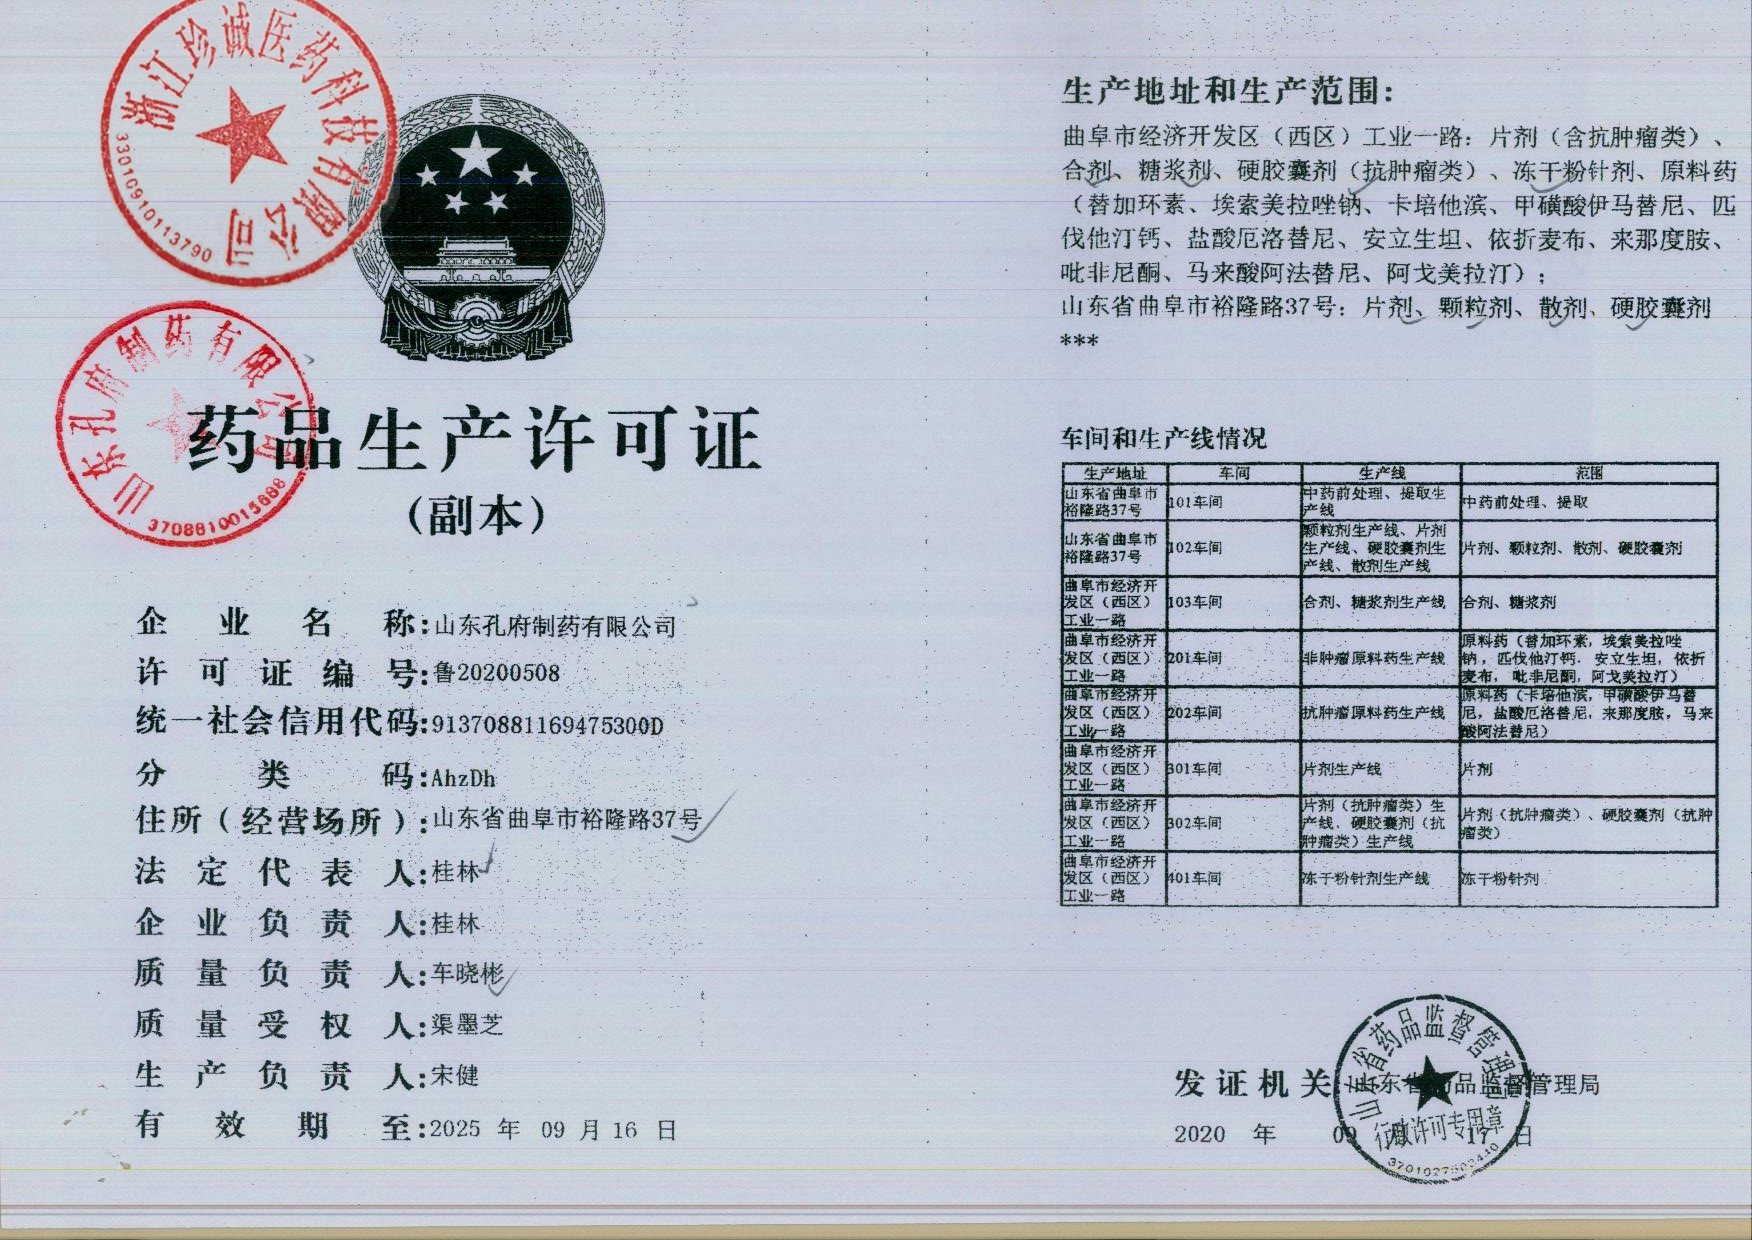 浙江珍诚医药科技有限公司
3301091011379​0
山东孔府制药有限公司
3708810015688
药品生产许可证
(副本)
企业名称:山东孔府制药有限公司
许可证编号:鲁20200508
统一社会信用代码:91370881169475300D
分类码:AhzDh
住所(经营场所):山东省曲阜市裕隆路37号
法定代表人:桂林
企业负责人:桂林
质量负责人:车晓彬
质量受权人:渠墨芝
生产负责人:宋健
有效期至:2025 年 09 月 16 日
生产地址和生产范围:
曲阜市经济开发区(西区)工业一路: 片剂(含抗肿瘤类)、
合剂、糖浆剂、硬胶囊剂(抗肿瘤类)、冻干粉针剂、原料药
(替加环素、埃索美拉唑钠、卡培他滨、甲磺酸伊马替尼、匹
伐他汀钙、盐酸厄洛替尼、安立生坦、依折麦布、来那度胺、
吡非尼酮、马来酸阿法替尼、阿戈美拉汀);
山东省曲阜市裕隆路37号: 片剂、颗粒剂、散剂、硬胶囊剂
***
车间和生产线情况
生产地址 车间 生产线 范围
山东省曲阜市
裕隆路37号
101车间
中药前处理、提取生
产线
中药前处理、提取
山东省曲阜市
裕隆路37号
102车间
颗粒剂生产线、片剂
生产线、硬胶囊剂生
产线、散剂生产线
片剂、颗粒剂、散剂、硬胶囊剂
曲阜市经济开
发区(西区)
工业一路
103车间
合剂、糖浆剂生产线
合剂、糖浆剂
曲阜市经济开
发区(西区)
工业一路
201车间
非肿瘤原料药生产线
原料药(替加环素, 埃索美拉唑
钠, 匹伐他汀钙, 安立生坦, 依折
麦布, 吡非尼酮, 阿戈美拉汀)
曲阜市经济开
发区(西区)
工业一路
202车间
抗肿瘤原料药生产线
原料药(卡培他滨, 甲磺酸伊马替
尼, 盐酸厄洛替尼, 来那度胺, 马来
酸阿法替尼)
曲阜市经济开
发区(西区)
工业一路
301车间
片剂生产线
片剂
曲阜市经济开
发区(西区)
工业一路
302车间
片剂(抗肿瘤类)生
产线、硬胶囊剂(抗
肿瘤类)生产线
片剂(抗肿瘤类)、硬胶囊剂(抗肿
瘤类)
曲阜市经济开
发区(西区)
工业一路
401车间
冻干粉针剂生产线
冻干粉针剂
发证机关:山东省药品监督管理局
2020 年 09 月 17 日
山东省药品监督管理局
行政许可专用章